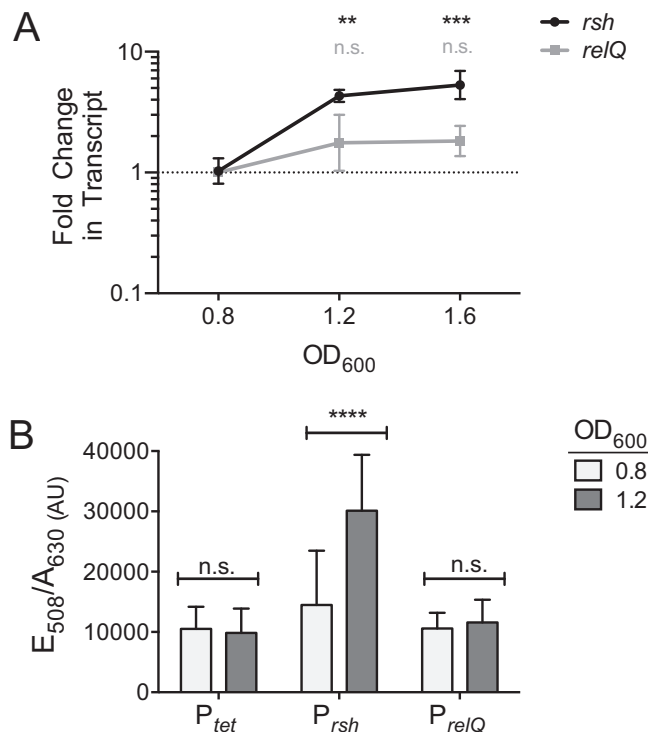 A
** ***
n.s. n.s.
rsh
relQ
Fold Change
in Transcript
10
1
0.1
0.8 1.2 1.6
OD600
B
****
n.s. n.s.
E508/A630 (AU)
40000
30000
20000
10000
0
Ptet Prsh PrelQ
OD600
0.8
1.2